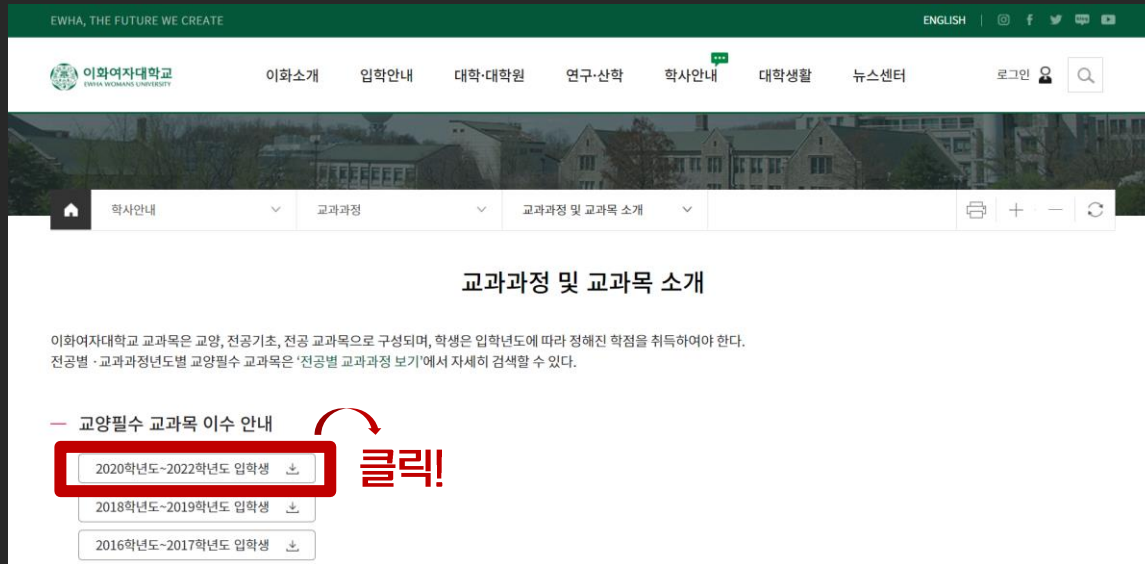 EWHA, THE FUTURE WE CREATE
ENGLISH
이화여자대학교
EWHA WOMANS UNIVERSITY
이화소개 입학안내 대학·대학원 연구·산학 학사안내 대학생활 뉴스센터 로그인
학사안내 교과과정 교과과정 및 교과목 소개
교과과정 및 교과목 소개
이화여자대학교 교과목은 교양, 전공기초, 전공 교과목으로 구성되며, 학생은 입학년도에 따라 정해진 학점을 취득하여야 한다.
전공별 · 교과과정년도별 교양필수 교과목은 ‘전공별 교과과정 보기’에서 자세히 검색할 수 있다.
교양필수 교과목 이수 안내
2020학년도~2022학년도 입학생
클릭!
2018학년도~2019학년도 입학생
2016학년도~2017학년도 입학생